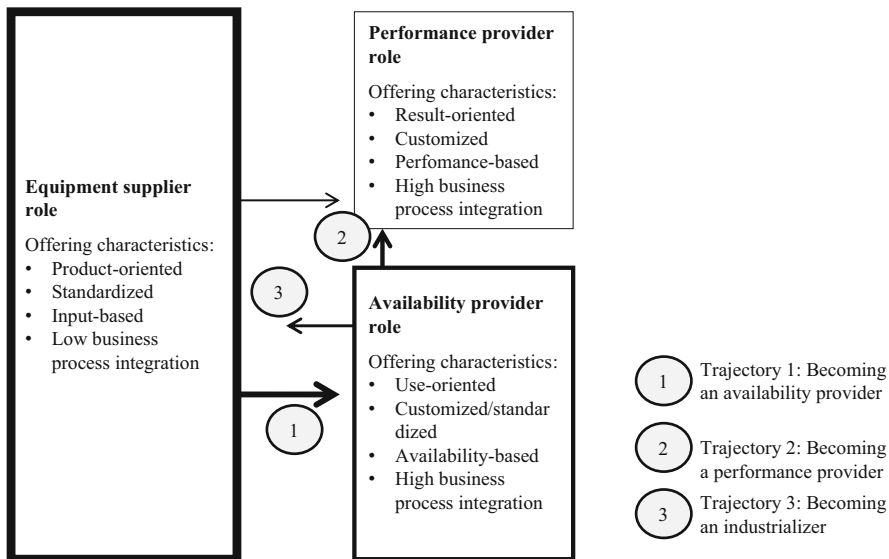 Equipment supplier
role
Offering characteristics:
• Product-oriented
• Standardized
• Input-based
• Low business
process integration
Performance provider
role
Offering characteristics:
• Result-oriented
• Customized
• Perfomance-based
• High business
process integration
2
3
1
Availability provider
role
Offering characteristics:
• Use-oriented
• Customized/standar
dized
• Availability-based
• High business
process integration
1
Trajectory 1: Becoming
an availability provider
2
Trajectory 2: Becoming
a performance provider
3
Trajectory 3: Becoming
an industrializer